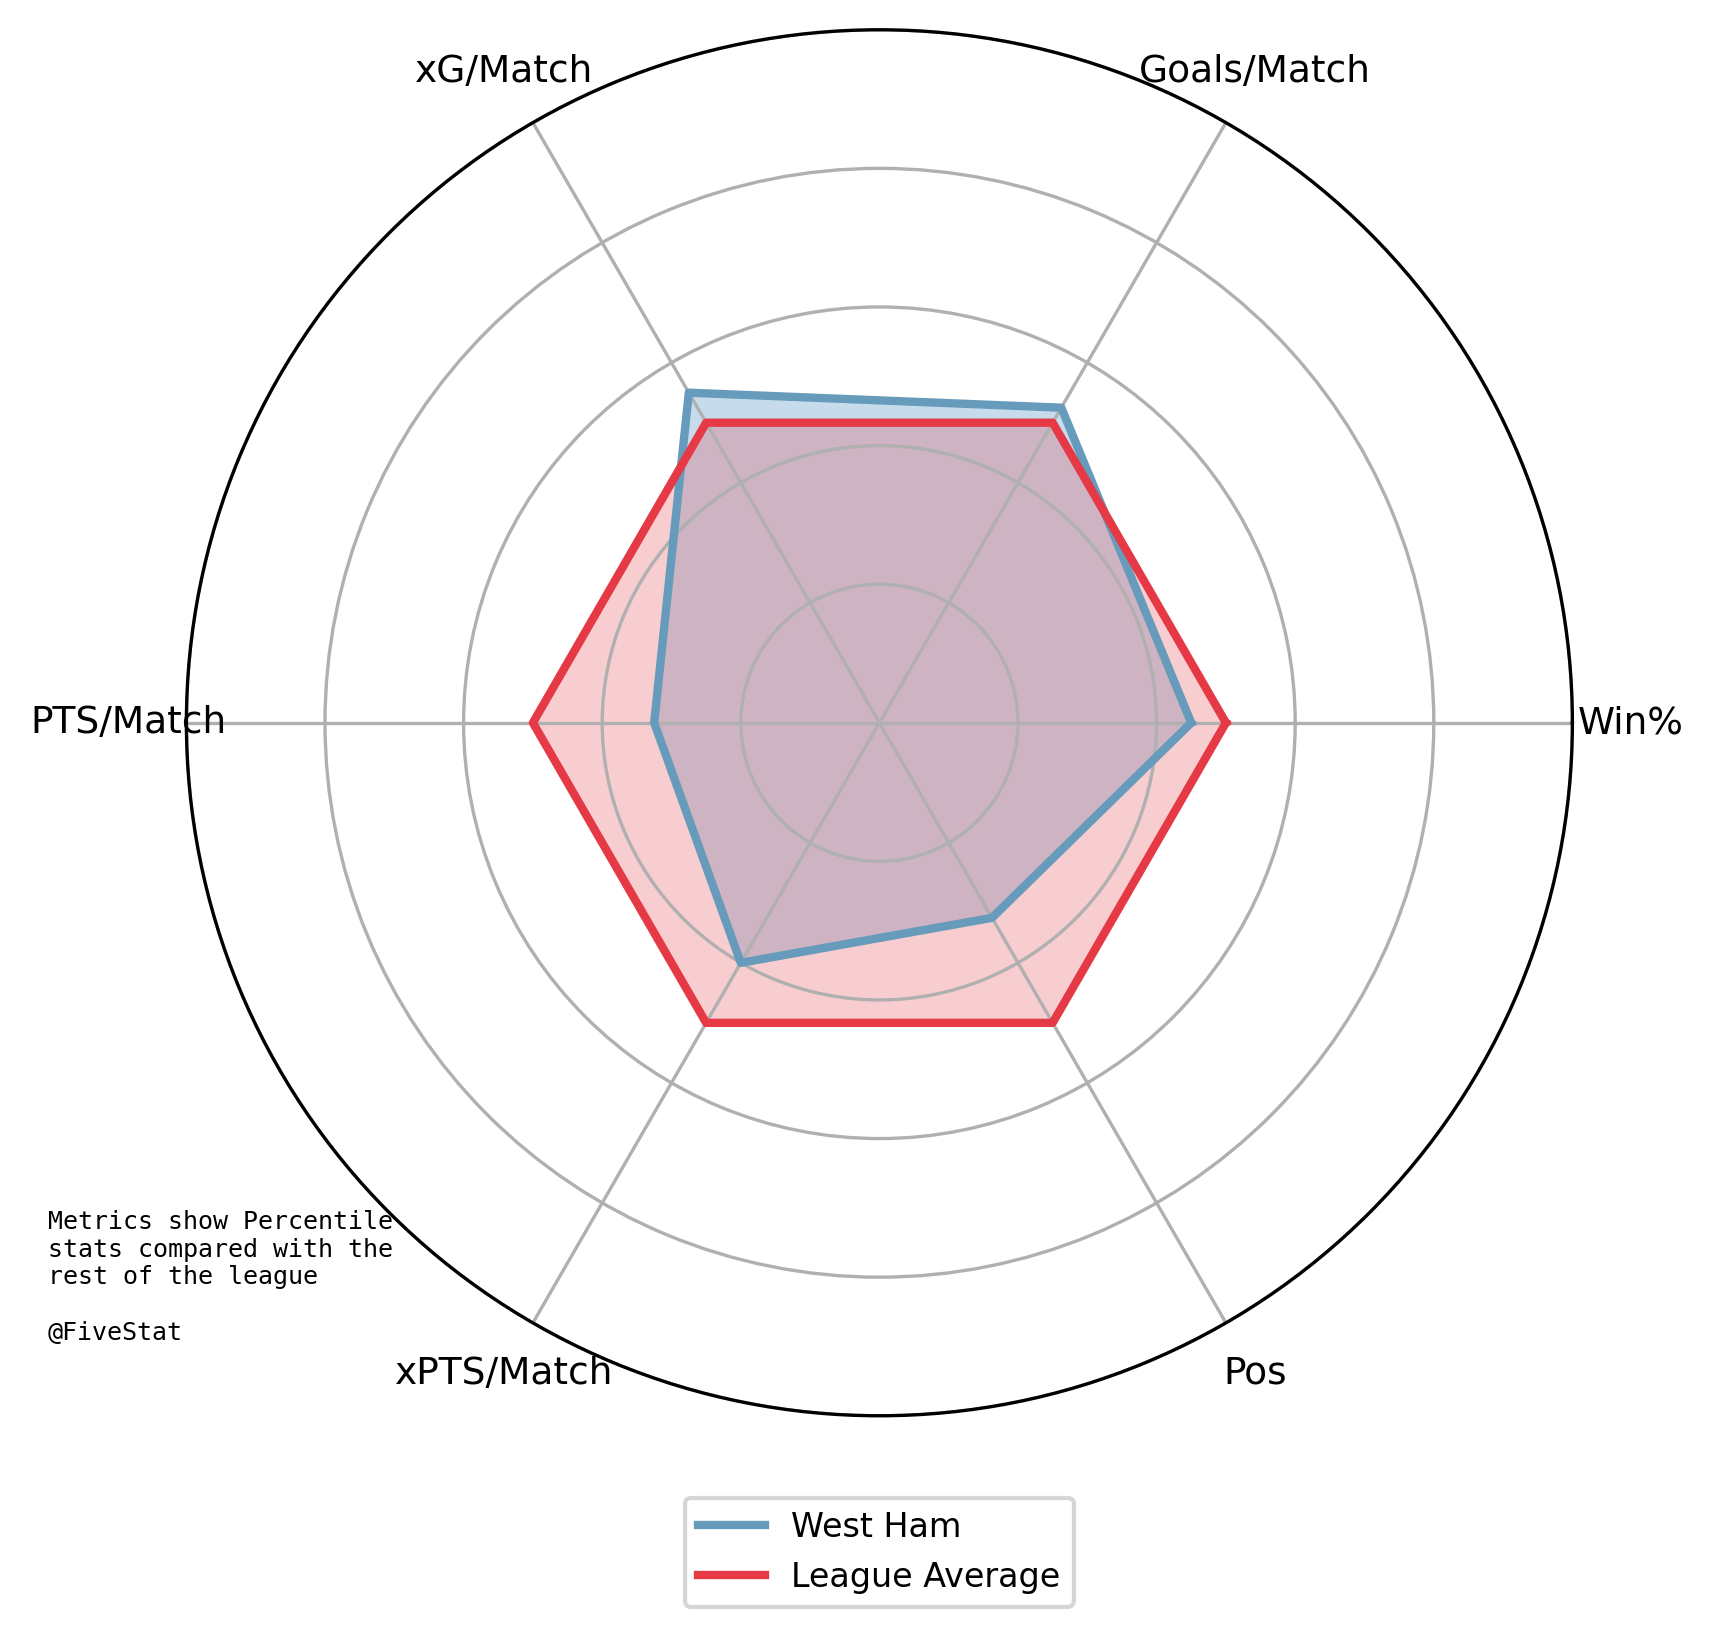 xG/Match
Goals/Match
PTS/Match
Win%
Metrics show Percentile
stats compared with the
rest of the league
@FiveStat
xPTS/Match
Pos
West Ham
League Average